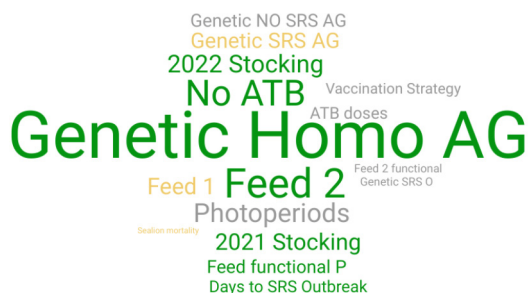 Genetic NO SRS AG
Genetic SRS AG
2022 Stocking
No ATB
Vaccination Strategy
ATB doses
Genetic Homo AG
Feed 1
Feed 2
Feed 2 functional
Genetic SRS O
Photoperiods
Sealion mortality
2021 Stocking
Feed functional P
Days to SRS Outbreak